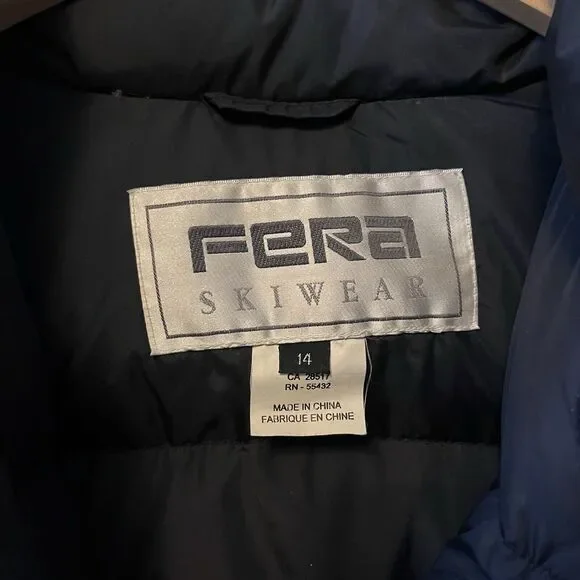 FERA
SKIWEAR
14
CA 28517
RN - 55432
MADE IN CHINA
FABRIQUE EN CHINE